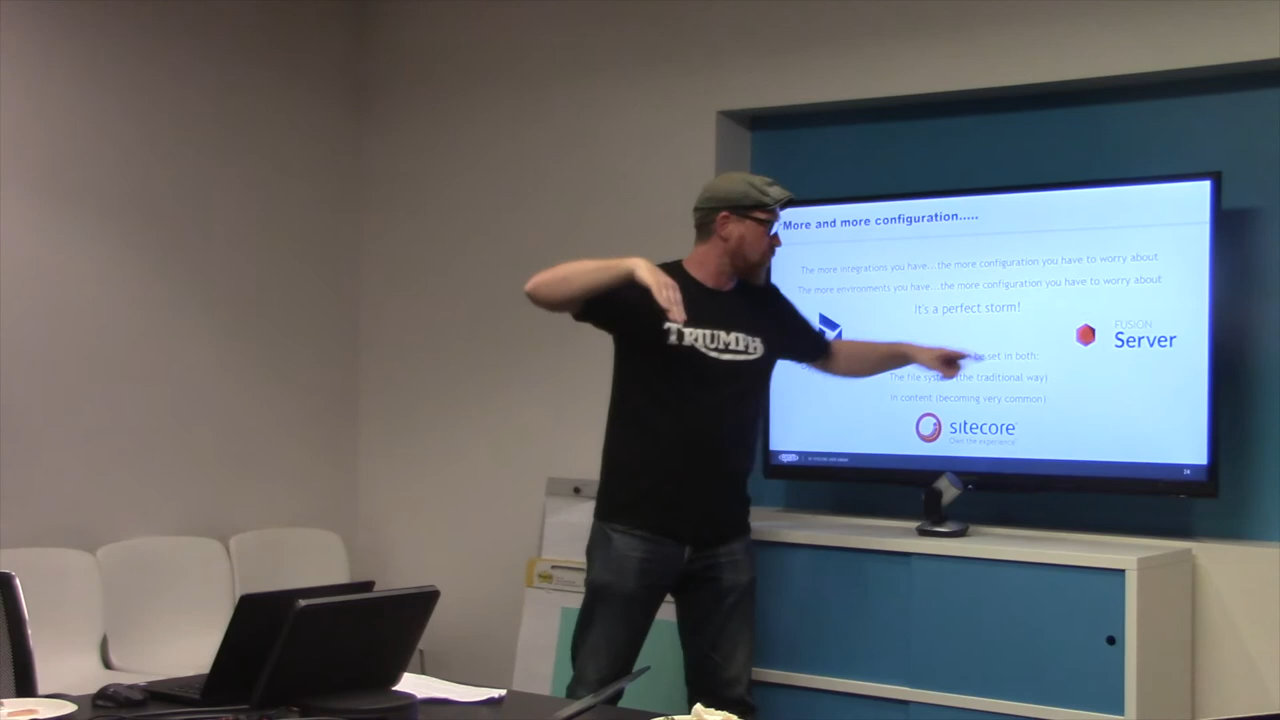 More and more configuration.....
The more integrations you have...the more configuration you have to worry about
The more environments you have...the more configuration you have to worry about
It's a perfect storm!
FUSION
Server
TRIUMPH
be set in both:
The file system (the traditional way)
In content (becoming very common)
sitecore
Own the experience
24